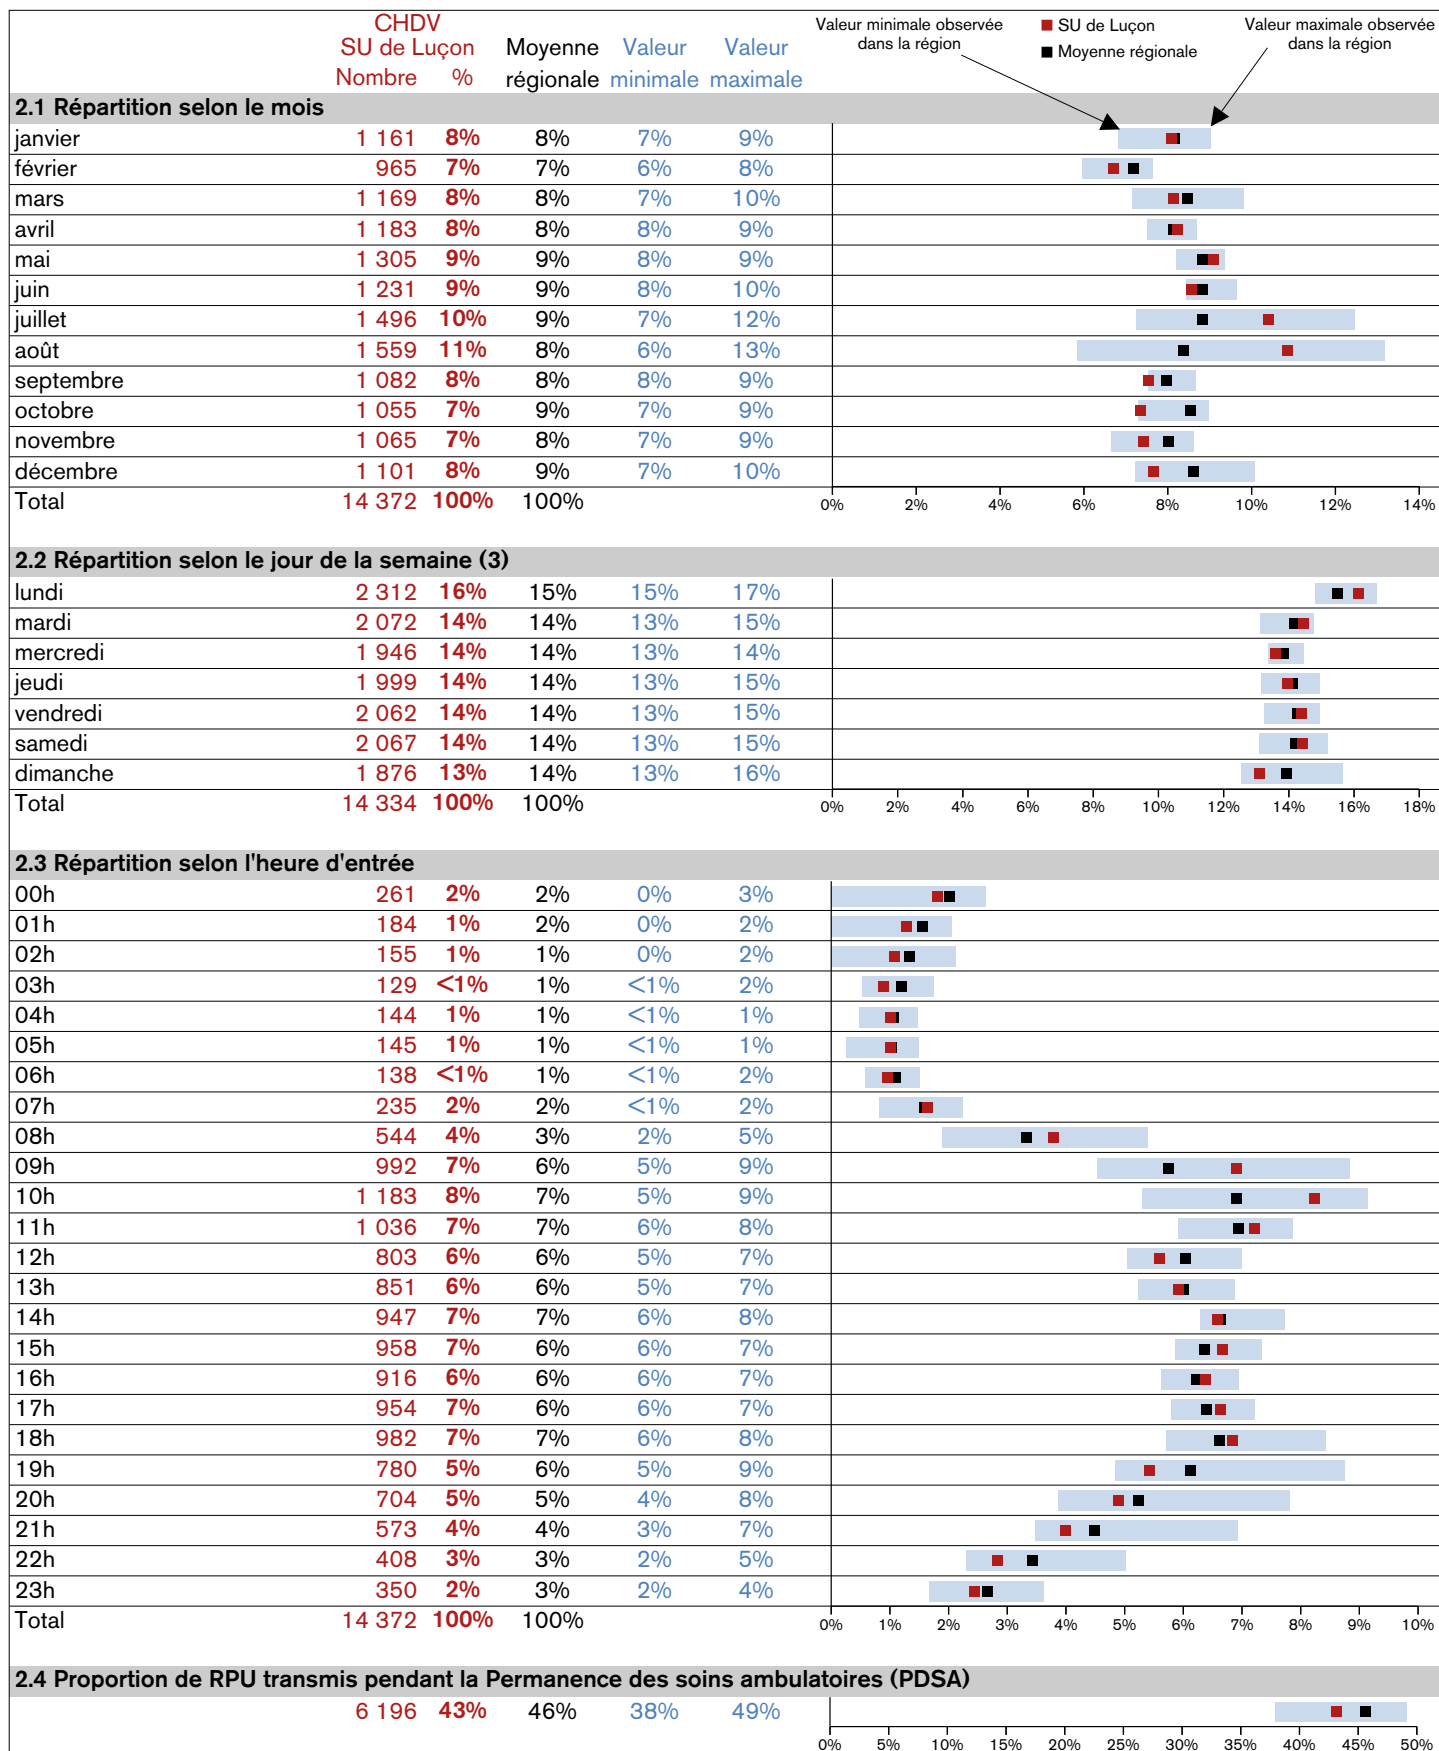 CHDV
SU de Luçon Moyenne Valeur Valeur
Nombre % régionale minimale maximale
Valeur minimale observée
dans la région
SU de Luçon
Moyenne régionale
Valeur maximale observée
dans la région
2.1 Répartition selon le mois
janvier 1 161 8% 8% 7% 9%
février 965 7% 7% 6% 8%
mars 1 169 8% 8% 7% 10%
avril 1 183 8% 8% 8% 9%
mai 1 305 9% 9% 8% 9%
juin 1 231 9% 9% 8% 10%
juillet 1 496 10% 9% 7% 12%
août 1 559 11% 8% 6% 13%
septembre 1 082 8% 8% 8% 9%
octobre 1 055 7% 9% 7% 9%
novembre 1 065 7% 8% 7% 9%
décembre 1 101 8% 9% 7% 10%
Total 14 372 100% 100%
0% 2% 4% 6% 8% 10% 12% 14%
2.2 Répartition selon le jour de la semaine (3)
lundi 2 312 16% 15% 15% 17%
mardi 2 072 14% 14% 13% 15%
mercredi 1 946 14% 14% 13% 14%
jeudi 1 999 14% 14% 13% 15%
vendredi 2 062 14% 14% 13% 15%
samedi 2 067 14% 14% 13% 15%
dimanche 1 876 13% 14% 13% 16%
Total 14 334 100% 100%
0% 2% 4% 6% 8% 10% 12% 14% 16% 18%
2.3 Répartition selon l'heure d'entrée
00h 261 2% 2% 0% 3%
01h 184 1% 2% 0% 2%
02h 155 1% 1% 0% 2%
03h 129 <1% 1% <1% 2%
04h 144 1% 1% <1% 1%
05h 145 1% 1% <1% 1%
06h 138 <1% 1% <1% 2%
07h 235 2% 2% <1% 2%
08h 544 4% 3% 2% 5%
09h 992 7% 6% 5% 9%
10h 1 183 8% 7% 5% 9%
11h 1 036 7% 7% 6% 8%
12h 803 6% 6% 5% 7%
13h 851 6% 6% 5% 7%
14h 947 7% 7% 6% 8%
15h 958 7% 6% 6% 7%
16h 916 6% 6% 6% 7%
17h 954 7% 6% 6% 7%
18h 982 7% 7% 6% 8%
19h 780 5% 6% 5% 9%
20h 704 5% 5% 4% 8%
21h 573 4% 4% 3% 7%
22h 408 3% 3% 2% 5%
23h 350 2% 3% 2% 4%
Total 14 372 100% 100%
0% 1% 2% 3% 4% 5% 6% 7% 8% 9% 10%
2.4 Proportion de RPU transmis pendant la Permanence des soins ambulatoires (PDSA)
6 196 43% 46% 38% 49%
0% 5% 10% 15% 20% 25% 30% 35% 40% 45% 50%